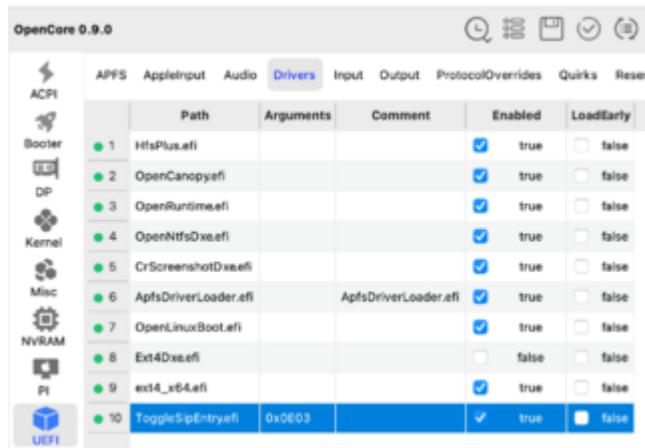 OpenCore 0.9.0
APFS AppleInput Audio Drivers Input Output ProtocolOverrides Quirks Rese
ACPI
Booter
DP
Kernel
Misc
NVRAM
PI
UEFI
Path Arguments Comment Enabled LoadEarly
1 HfsPlus.efi true false
2 OpenCanopy.efi true false
3 OpenRuntime.efi true false
4 OpenNtfsDxe.efi true false
5 CrScreenshotDxe.efi true false
6 ApfsDriverLoader.efi ApfsDriverLoader.efi true false
7 OpenLinuxBoot.efi true false
8 Ext4Dxe.efi false false
9 ext4_x64.efi true false
10 ToggleSipEntry.efi 0x0E03 true false